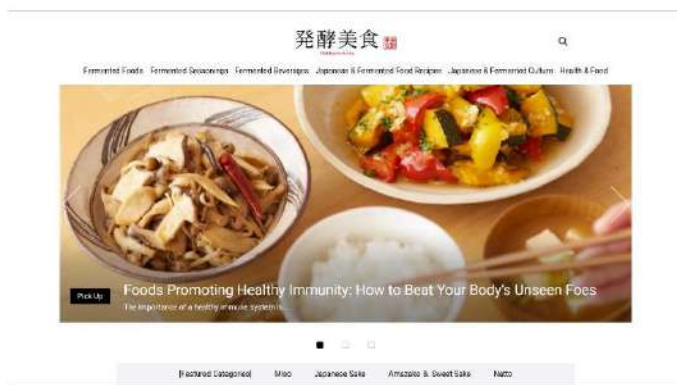 発酵美食
Fermented Foods Fermented Seasonings Fermented Beverages Japanese & Fermented Food Recipes Japanese & Fermented Culture Health & Food
Foods Promoting Healthy Immunity: How to Beat Your Body's Unseen Foes
Pick Up
The importance of a healthy immune system is
[Featured Categories] Miso Japanese Sake Amazake & Sweet Sake Natto